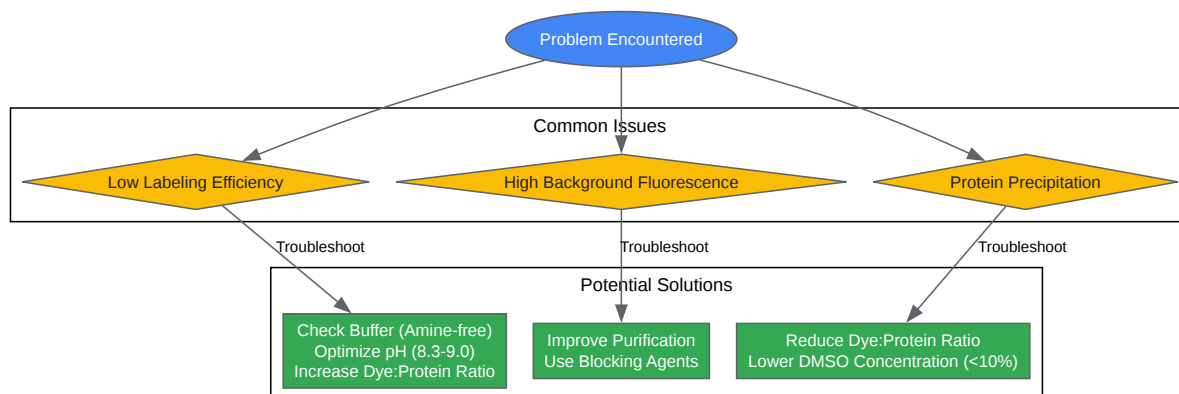 Problem Encountered
Common Issues
Low Labeling Efficiency
High Background Fluorescence
Protein Precipitation
Troubleshoot
Troubleshoot
Troubleshoot
Potential Solutions
Check Buffer (Amine-free)
Optimize pH (8.3-9.0)
Increase Dye:Protein Ratio
Improve Purification
Use Blocking Agents
Reduce Dye:Protein Ratio
Lower DMSO Concentration (<10%)